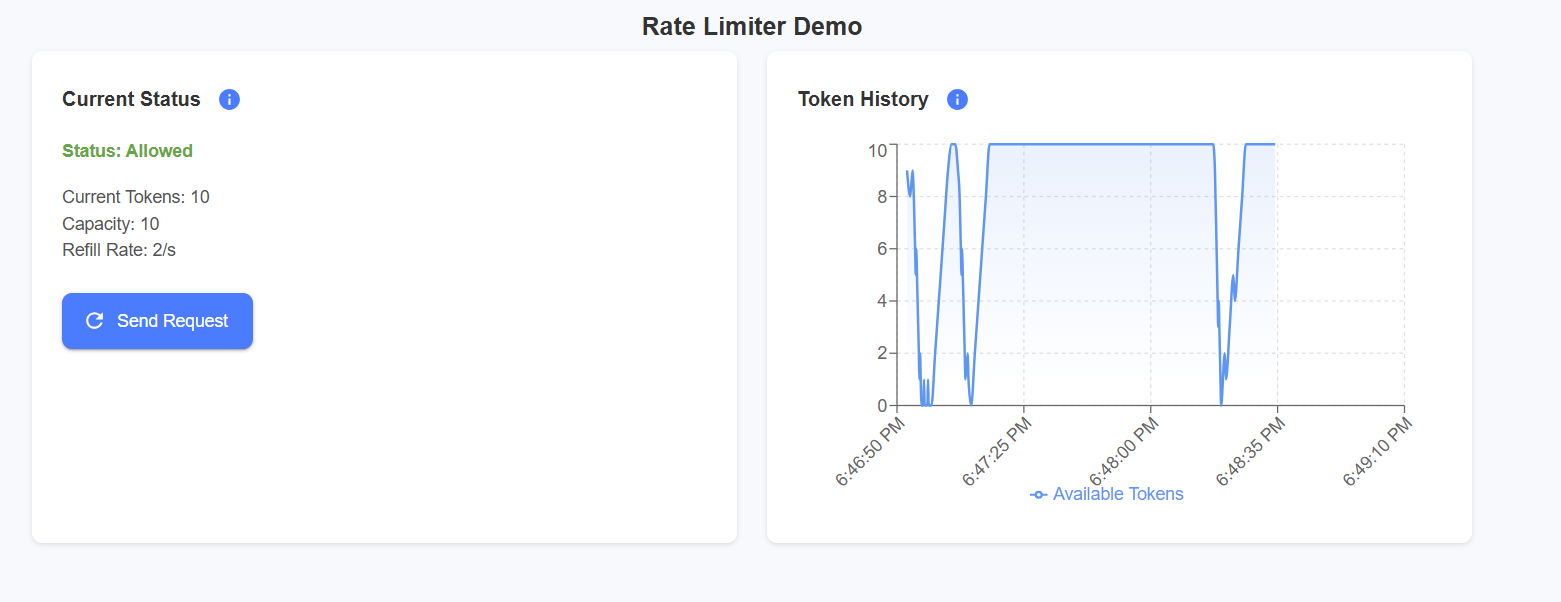 Rate Limiter Demo
Current Status
Status: Allowed
Current Tokens: 10
Capacity: 10
Refill Rate: 2/s
Send Request
Token History
10
8
6
4
2
0
6:46:50 PM
6:47:25 PM
6:48:00 PM
6:48:35 PM
6:49:10 PM
Available Tokens